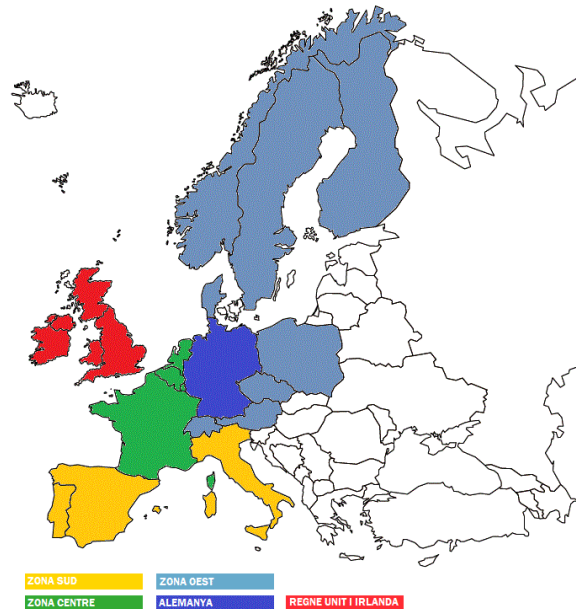 ZONA SUD
ZONA OEST
ZONA CENTRE
ALEMANYA
REGNE UNIT I IRLANDA